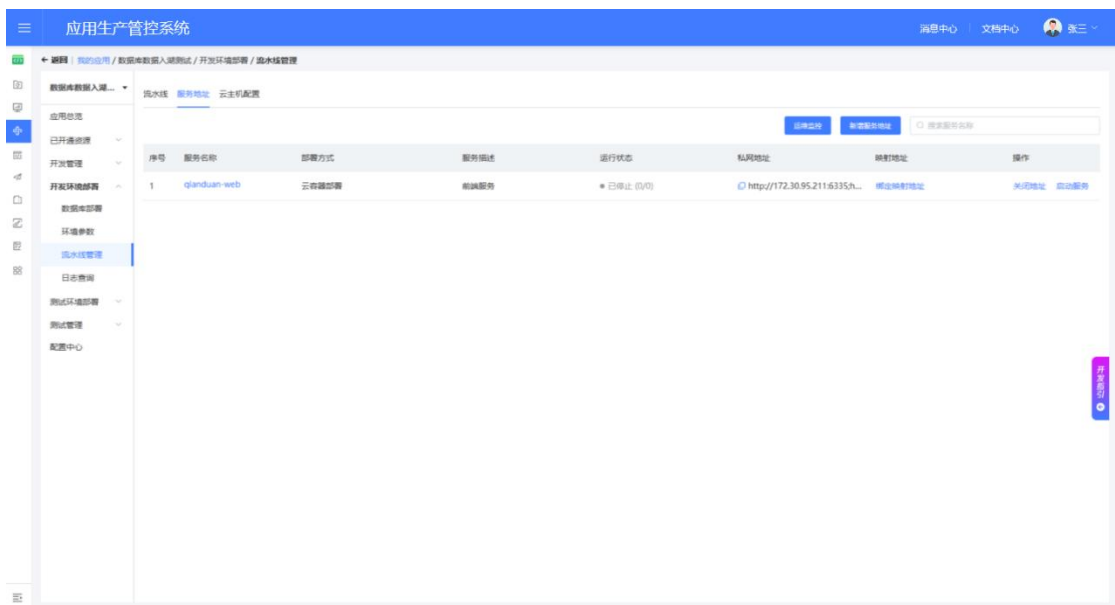 应用生产管控系统
消息中心
文档中心
张三
返回 | 我的应用 / 数据库数据入湖测试 / 开发环境部署 / 流水线管理
数据库数据入湖...
流水线 服务地址 云主机配置
应用总览
运维监控 新增服务地址 搜索服务名称
已开通资源
开发管理
序号 服务名称 部署方式 服务描述 运行状态 私网地址 映射地址 操作
开发环境部署
1 qianduan-web 云容器部署 前端服务 已停止 (0/0) http://172.30.95.211:6335;h... 绑定映射地址 关闭地址 启动服务
数据库部署
环境参数
流水线管理
日志查询
测试环境部署
测试管理
配置中心
开发指引